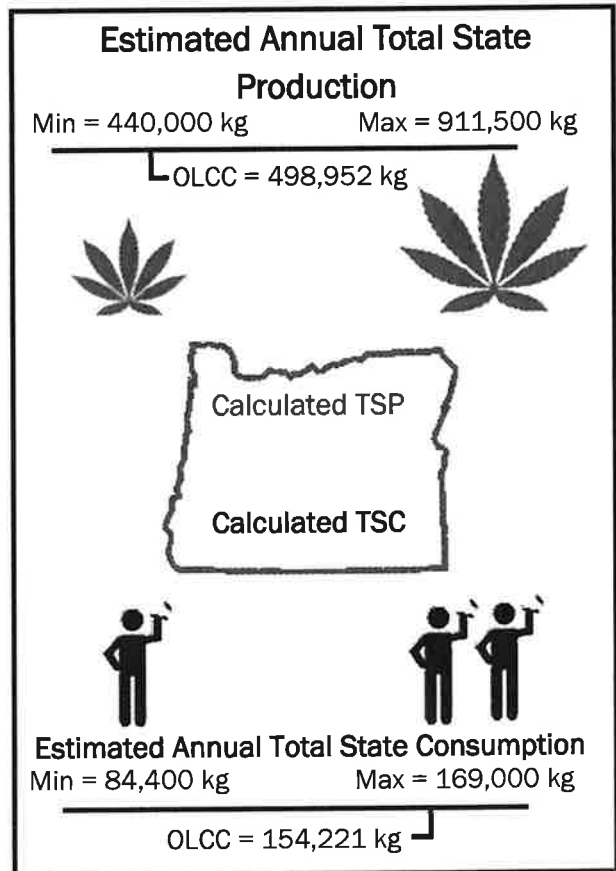 Estimated Annual Total State
Production
Min = 440,000 kg Max = 911,500 kg
OLCC = 498,952 kg
Calculated TSP
Calculated TSC
Estimated Annual Total State Consumption
Min = 84,400 kg Max = 169,000 kg
OLCC = 154,221 kg